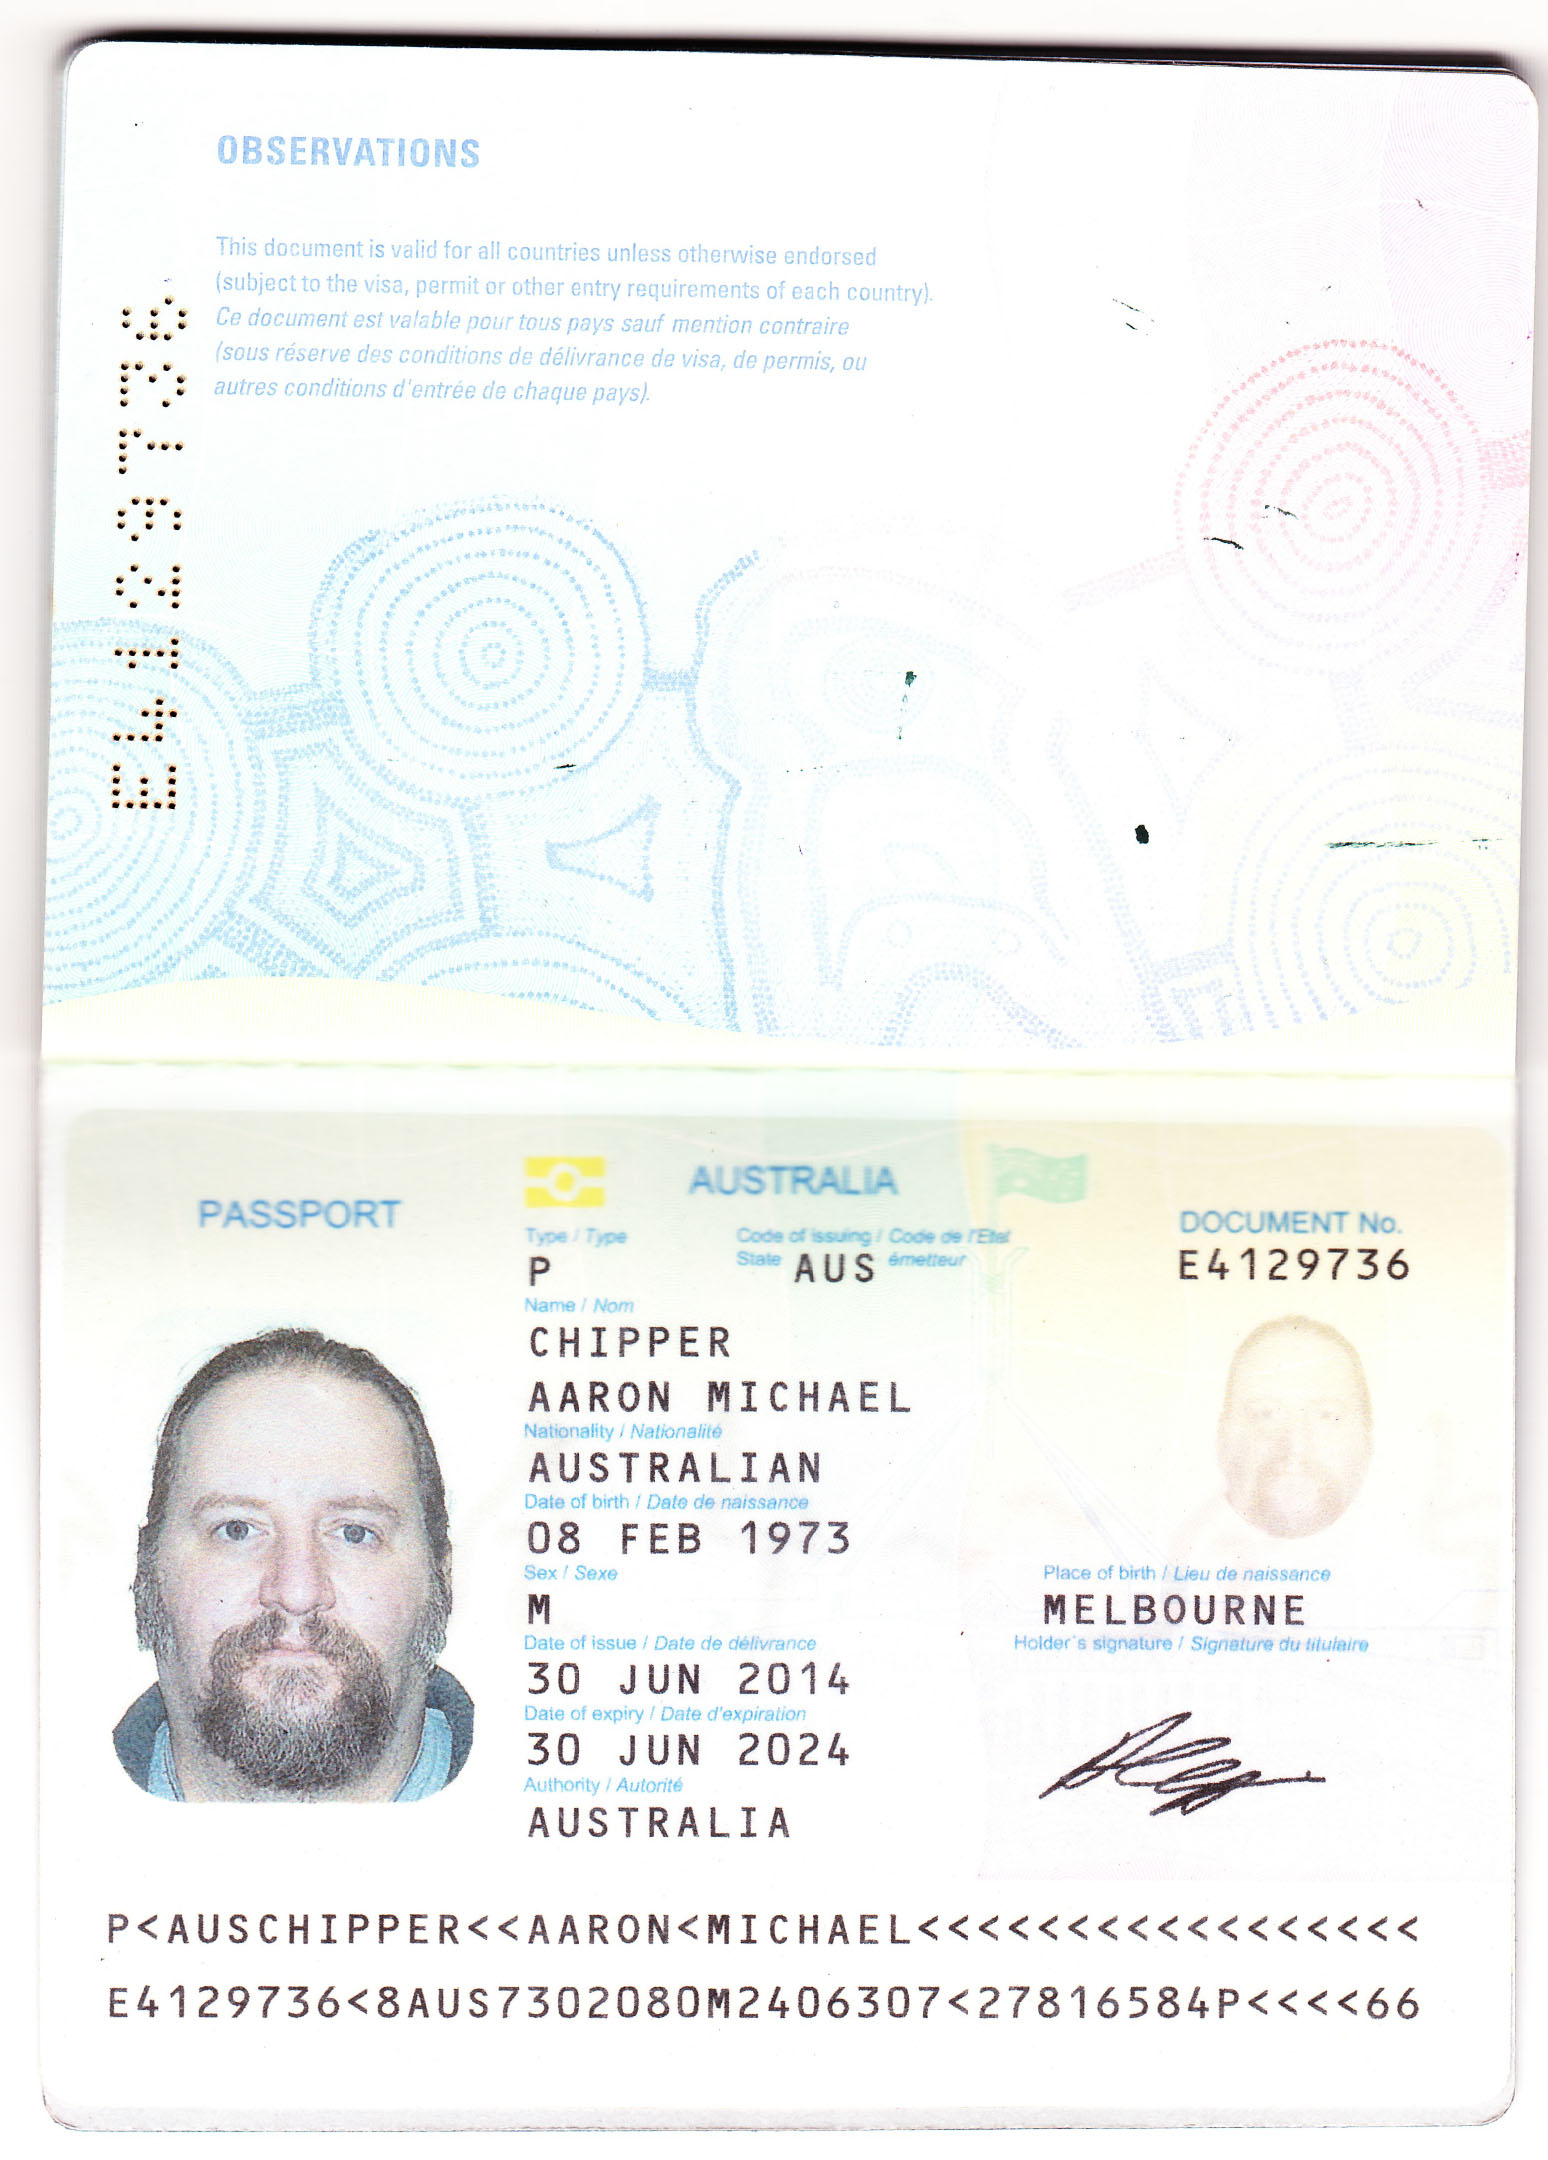 OBSERVATIONS
This document is valid for all countries unless otherwise endorsed
(subject to the visa, permit or other entry requirements of each country).
Ce document est valable pour tous pays sauf mention contraire
(sous réserve des conditions de délivrance de visa, de permis, ou
autres conditions d'entrée de chaque pays).
E4129736
PASSPORT
AUSTRALIA
DOCUMENT No.
E4129736
Type / Type
P
Code of issuing / Code de l'Etat
State AUS émetteur
Name / Nom
CHIPPER
AARON MICHAEL
Nationality / Nationalité
AUSTRALIAN
Date of birth / Date de naissance
08 FEB 1973
Sex / Sexe
M
Place of birth / Lieu de naissance
MELBOURNE
Date of issue / Date de délivrance
30 JUN 2014
Holder's signature / Signature du titulaire
Date of expiry / Date d'expiration
30 JUN 2024
Authority / Autorité
AUSTRALIA
P<AUSCHIPPER<<AARON<MICHAEL<<<<<<<<<<<<<<<<<
E4129736<8AUS7302080M2406307<27816584P<<<<66